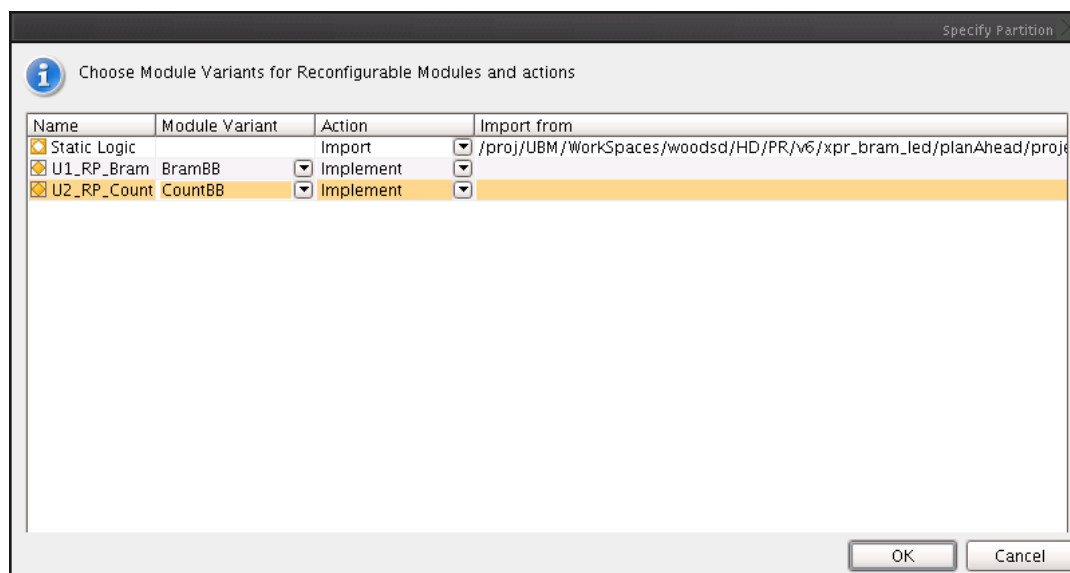 Specify Partition
Choose Module Variants for Reconfigurable Modules and actions
Name Module Variant Action Import from
Static Logic Import /proj/UBM/WorkSpaces/woodsd/HD/PR/v6/xpr_bram_led/planAhead/proje
U1_RP_Bram BramBB Implement
U2_RP_Count CountBB Implement
OK Cancel